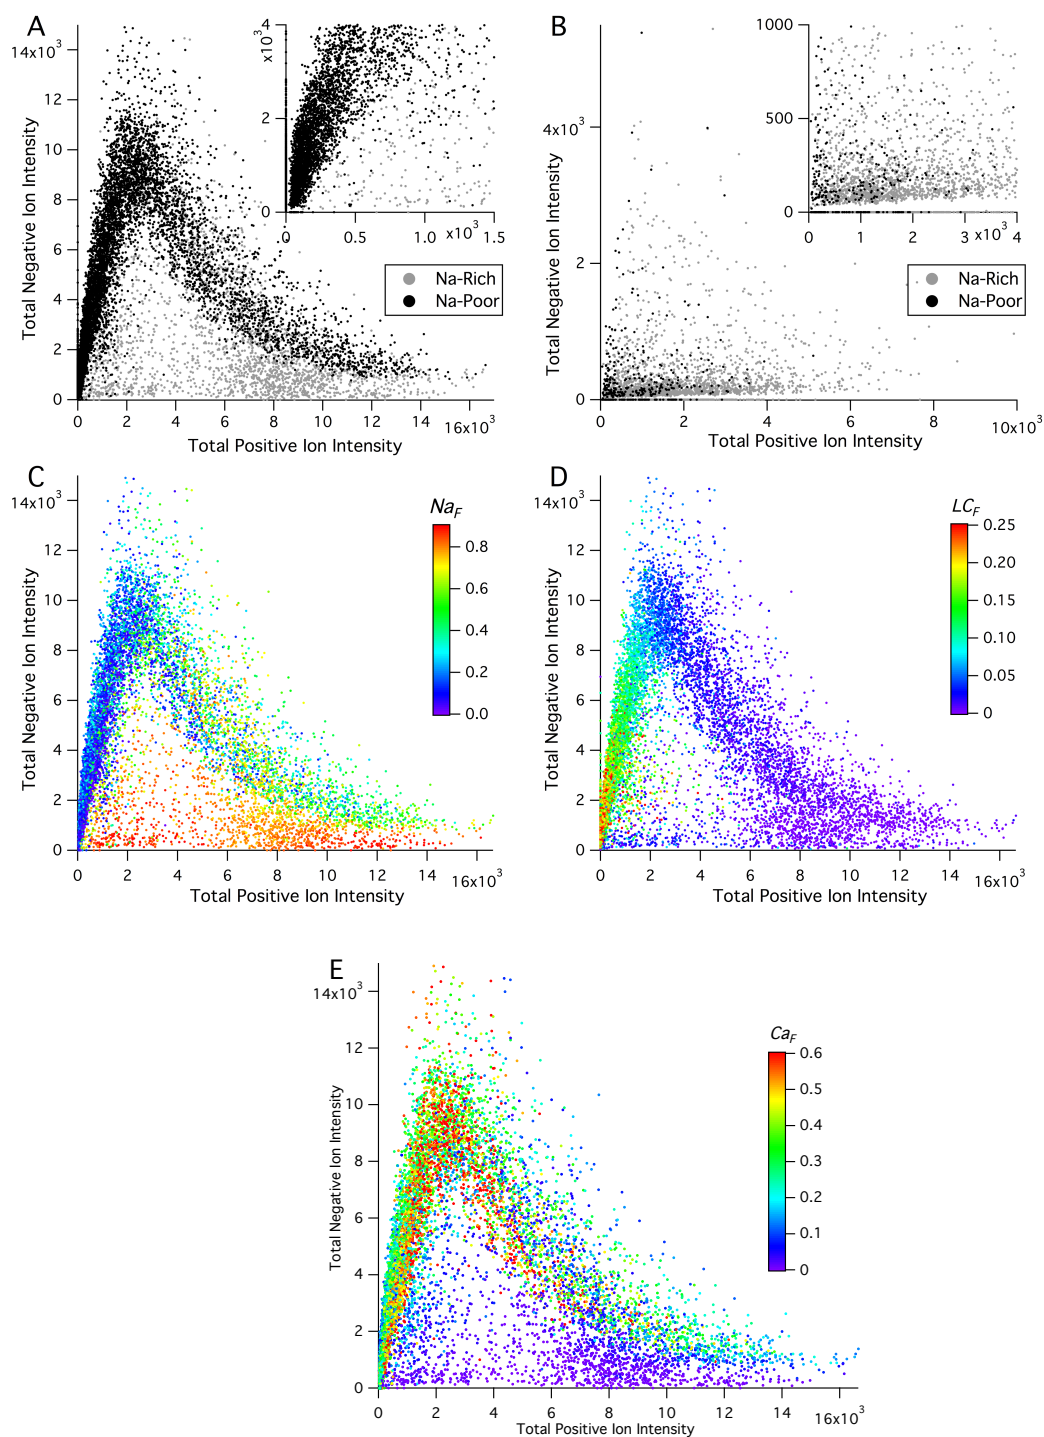 A
14x10³
12
10
8
6
4
2
0
Total Negative Ion Intensity
0
2
4
6
8
10
12
14
16x10³
Total Positive Ion Intensity
4
x10³
2
0
0
0.5
1.0
x10³
1.5
Na-Rich
Na-Poor
B
4x10³
2
0
Total Negative Ion Intensity
0
2
4
6
8
10x10³
Total Positive Ion Intensity
1000
500
0
0
1
2
3
x10³
4
Na-Rich
Na-Poor
C
14x10³
12
10
8
6
4
2
0
Total Negative Ion Intensity
0
2
4
6
8
10
12
14
16x10³
Total Positive Ion Intensity
Na_F
0.8
0.6
0.4
0.2
0.0
D
14x10³
12
10
8
6
4
2
0
Total Negative Ion Intensity
0
2
4
6
8
10
12
14
16x10³
Total Positive Ion Intensity
LC_F
0.25
0.20
0.15
0.10
0.05
0
E
14x10³
12
10
8
6
4
2
0
Total Negative Ion Intensity
0
2
4
6
8
10
12
14
16x10³
Total Positive Ion Intensity
Ca_F
0.6
0.5
0.4
0.3
0.2
0.1
0